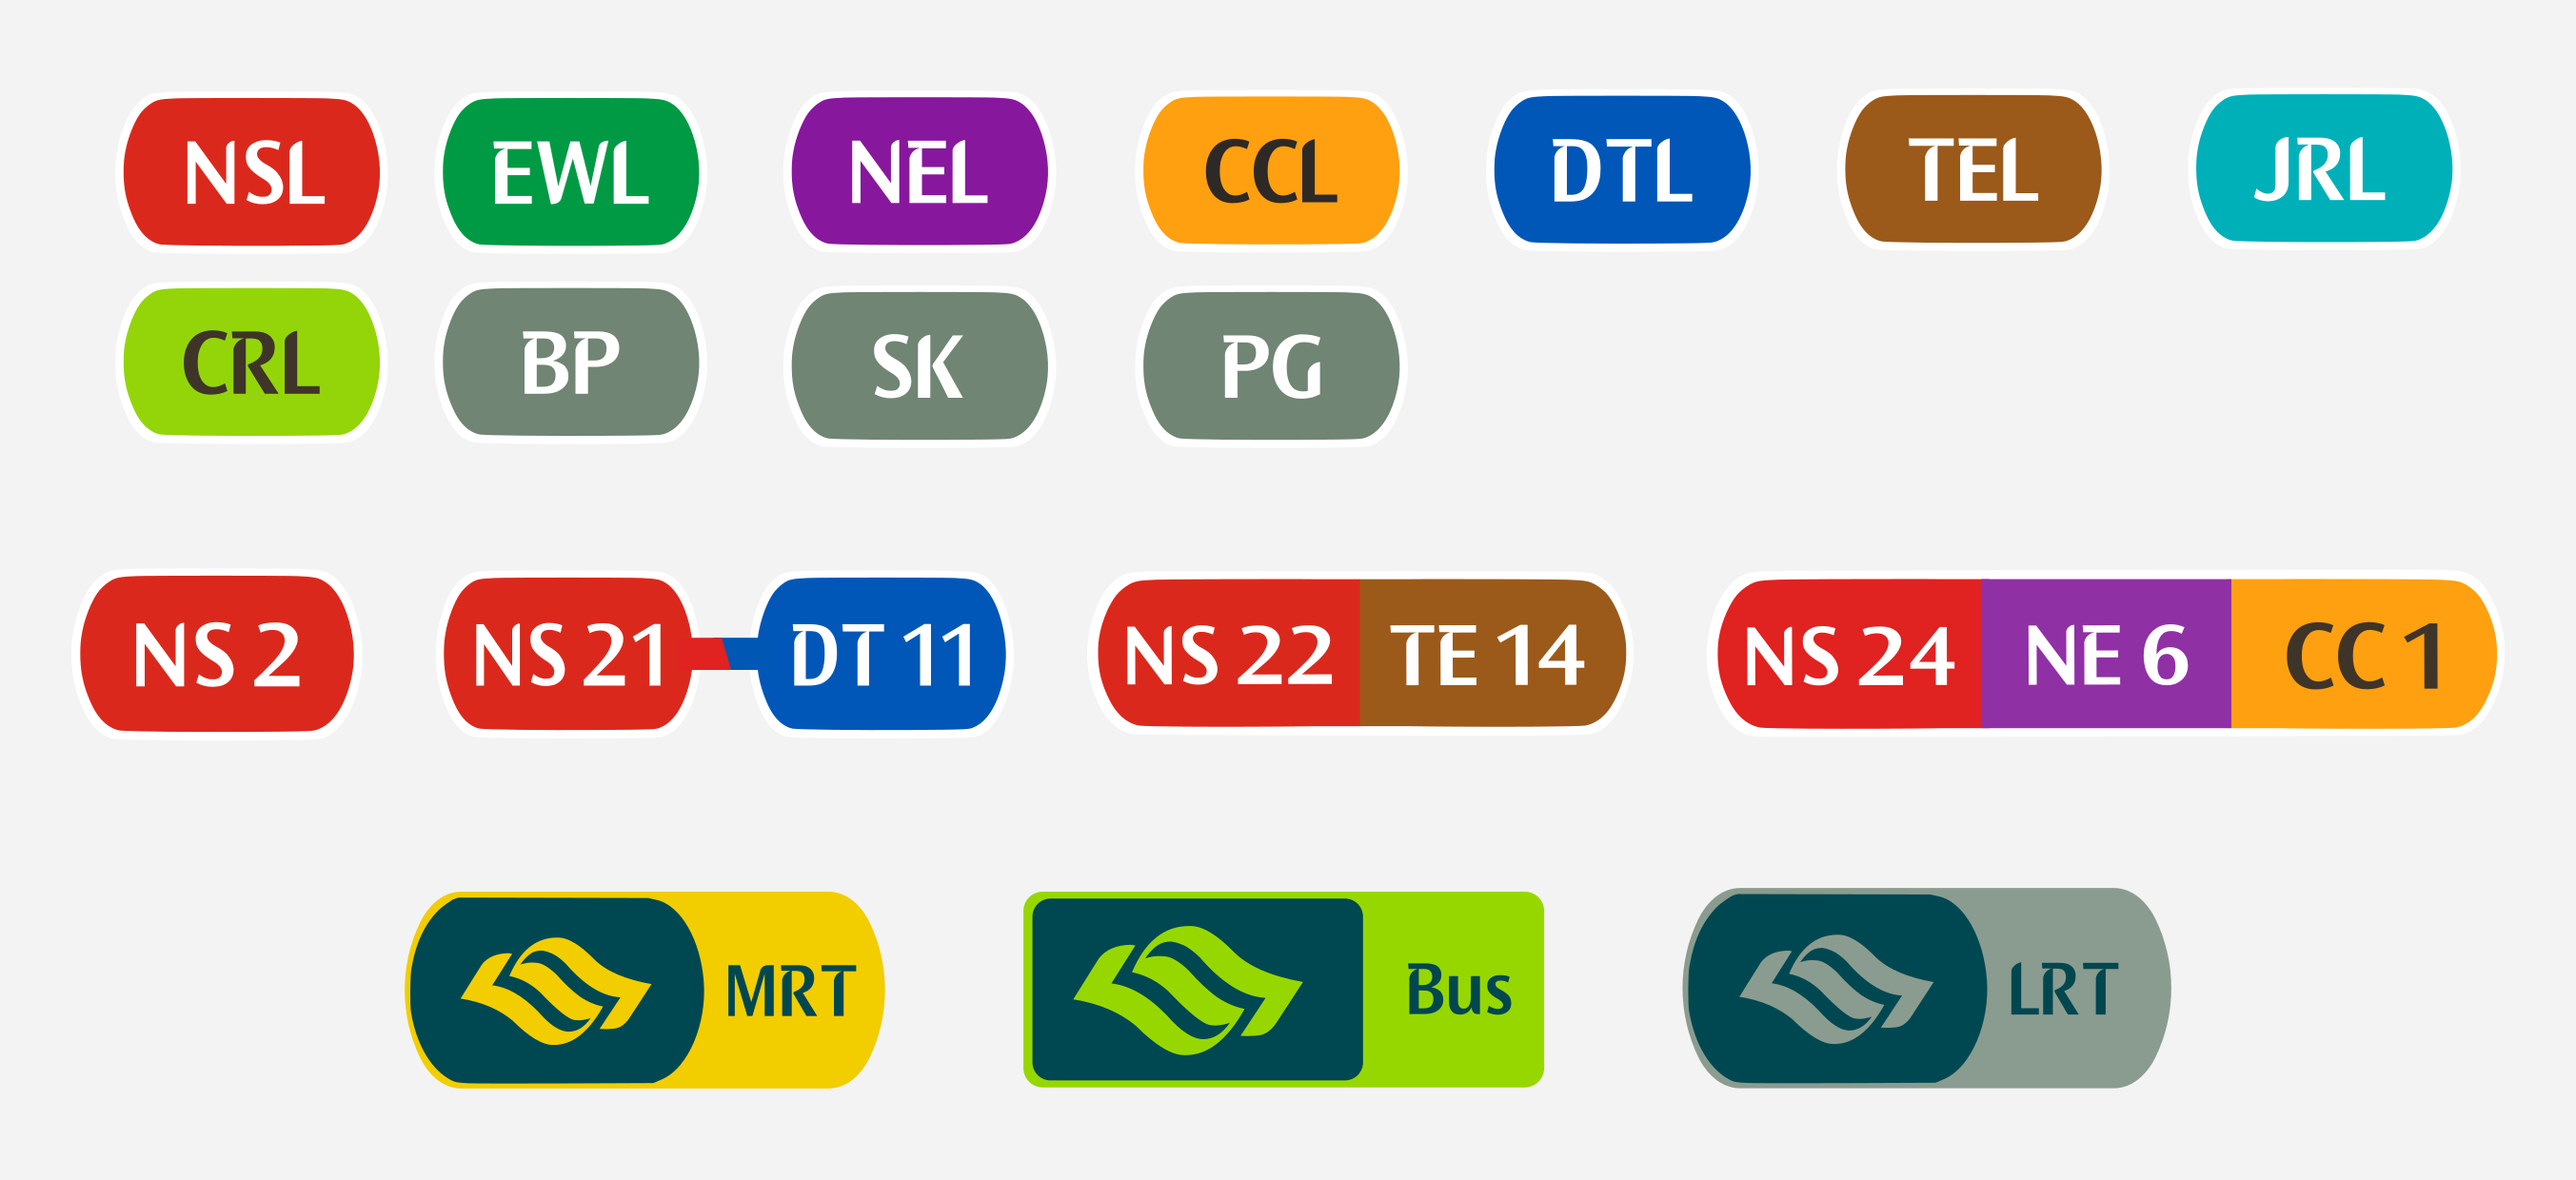 NSL EWL NEL CCL DTL TEL JRL
CRL BP SK PG
NS 2 NS 21 DT 11 NS 22 TE 14 NS 24 NE 6 CC 1
MRT Bus LRT